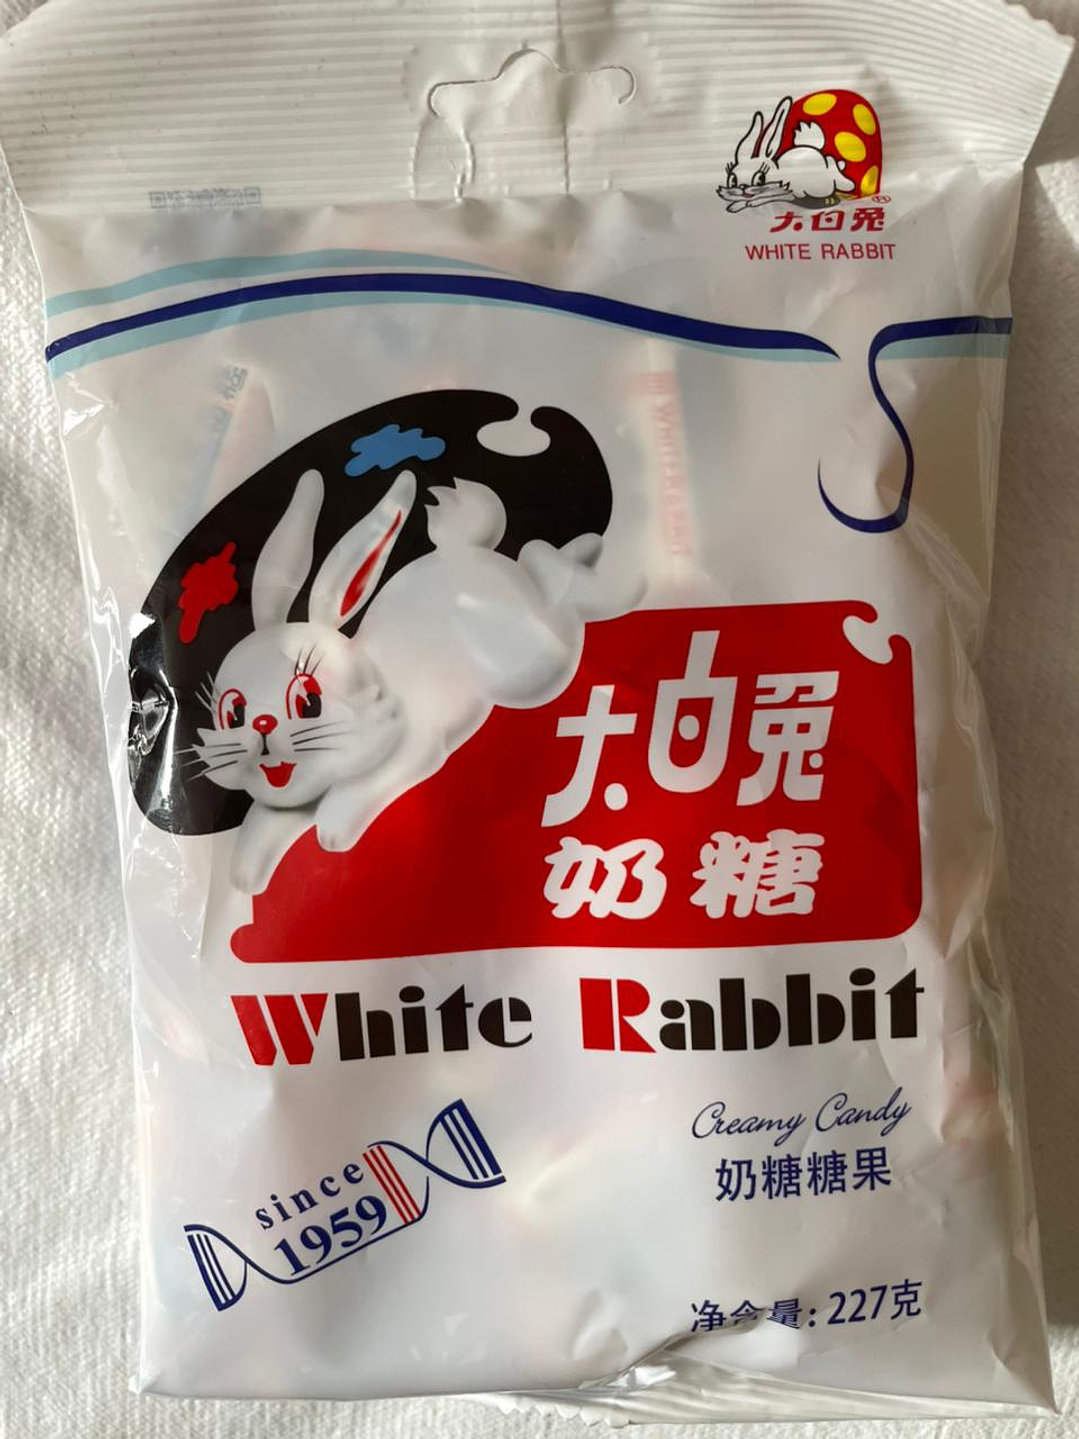 大白兔
WHITE RABBIT
大白兔
奶糖
White Rabbit
Creamy Candy
奶糖糖果
since
1959
净含量: 227克